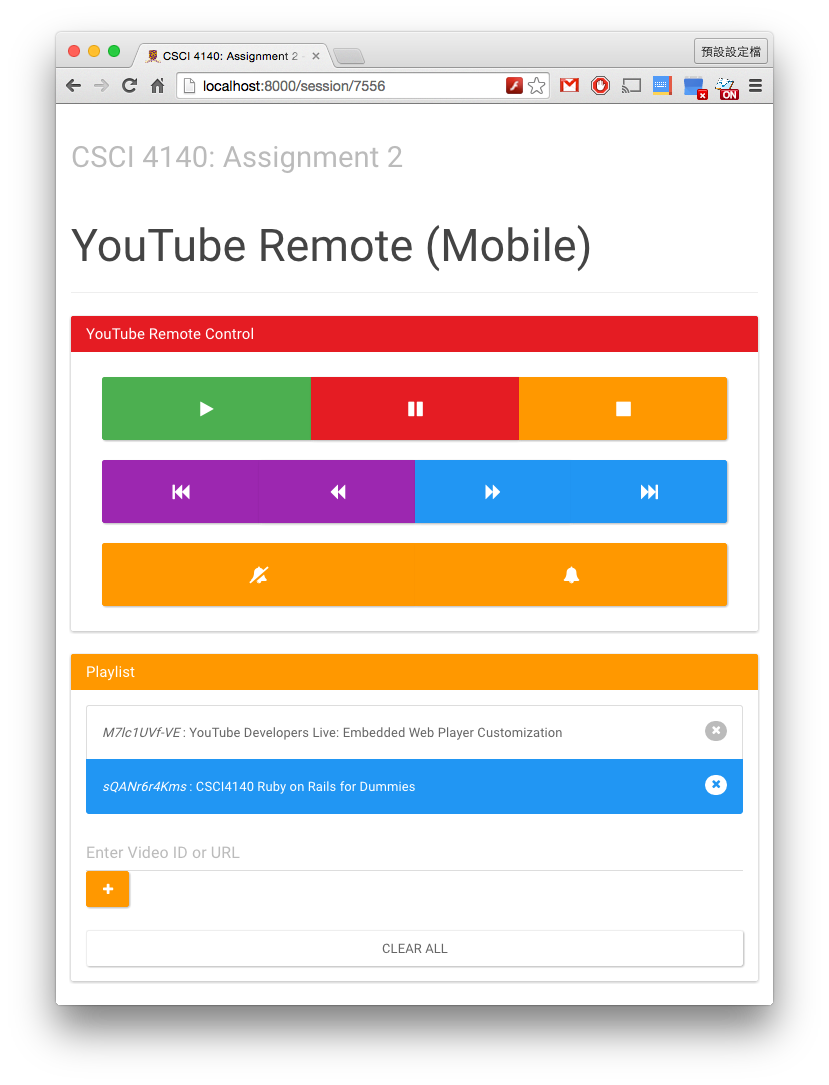 CSCI 4140: Assignment 2
預設設定檔
localhost:8000/session/7556
ON
CSCI 4140: Assignment 2
YouTube Remote (Mobile)
YouTube Remote Control
Playlist
M7lc1UVf-VE : YouTube Developers Live: Embedded Web Player Customization
sQANr6r4Kms : CSCI4140 Ruby on Rails for Dummies
Enter Video ID or URL
CLEAR ALL